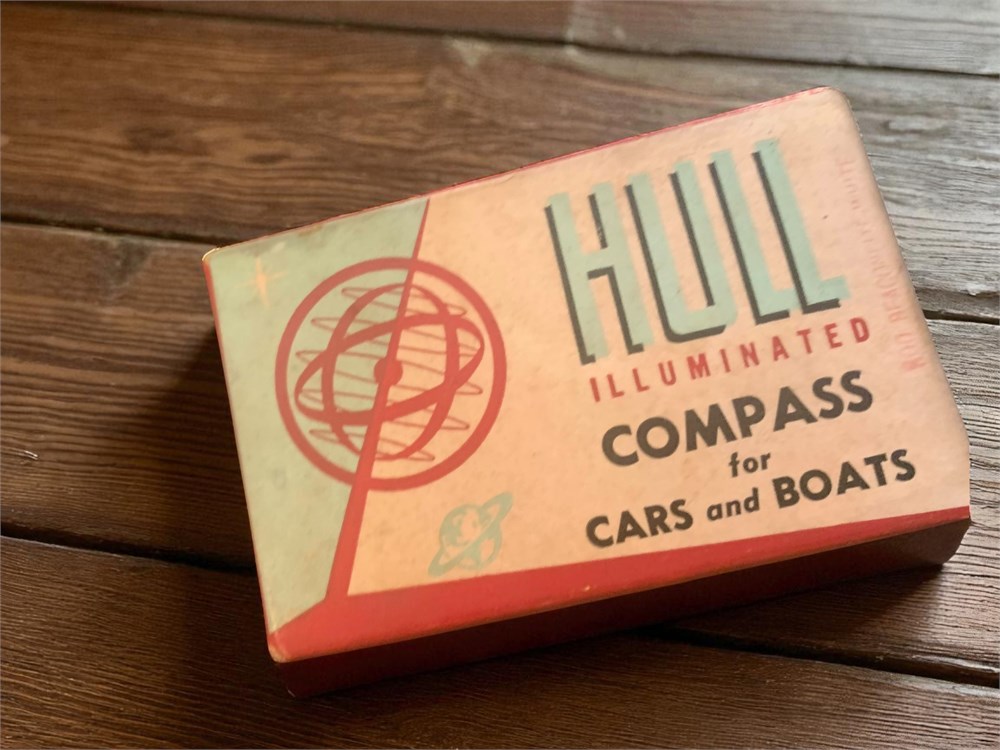 HULL
ILLUMINATED
COMPASS
for
CARS and BOATS